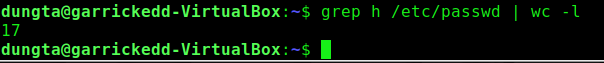 dungta@garrickedd-VirtualBox:~$ grep h /etc/passwd | wc -l
17
dungta@garrickedd-VirtualBox:~$